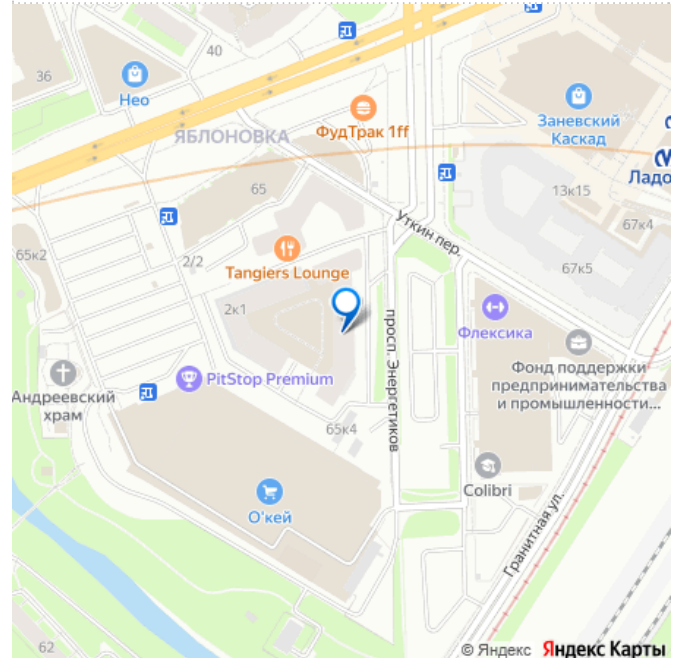 40
36
Нео
ФудТрак 1ff
Заневский
Каскад
ЯБЛОНОВКА
Ладо
65
13к15
67к4
Уткин пер.
65к2
2/2
Tangiers Lounge
67к5
2к1
Флексика
просп. Энергетиков
Фонд поддержки
предпринимательства
и промышленности...
Андреевский
храм
PitStop Premium
65к4
Colibri
О'кей
Гранитная ул.
62
© Яндекс Яндекс Карты